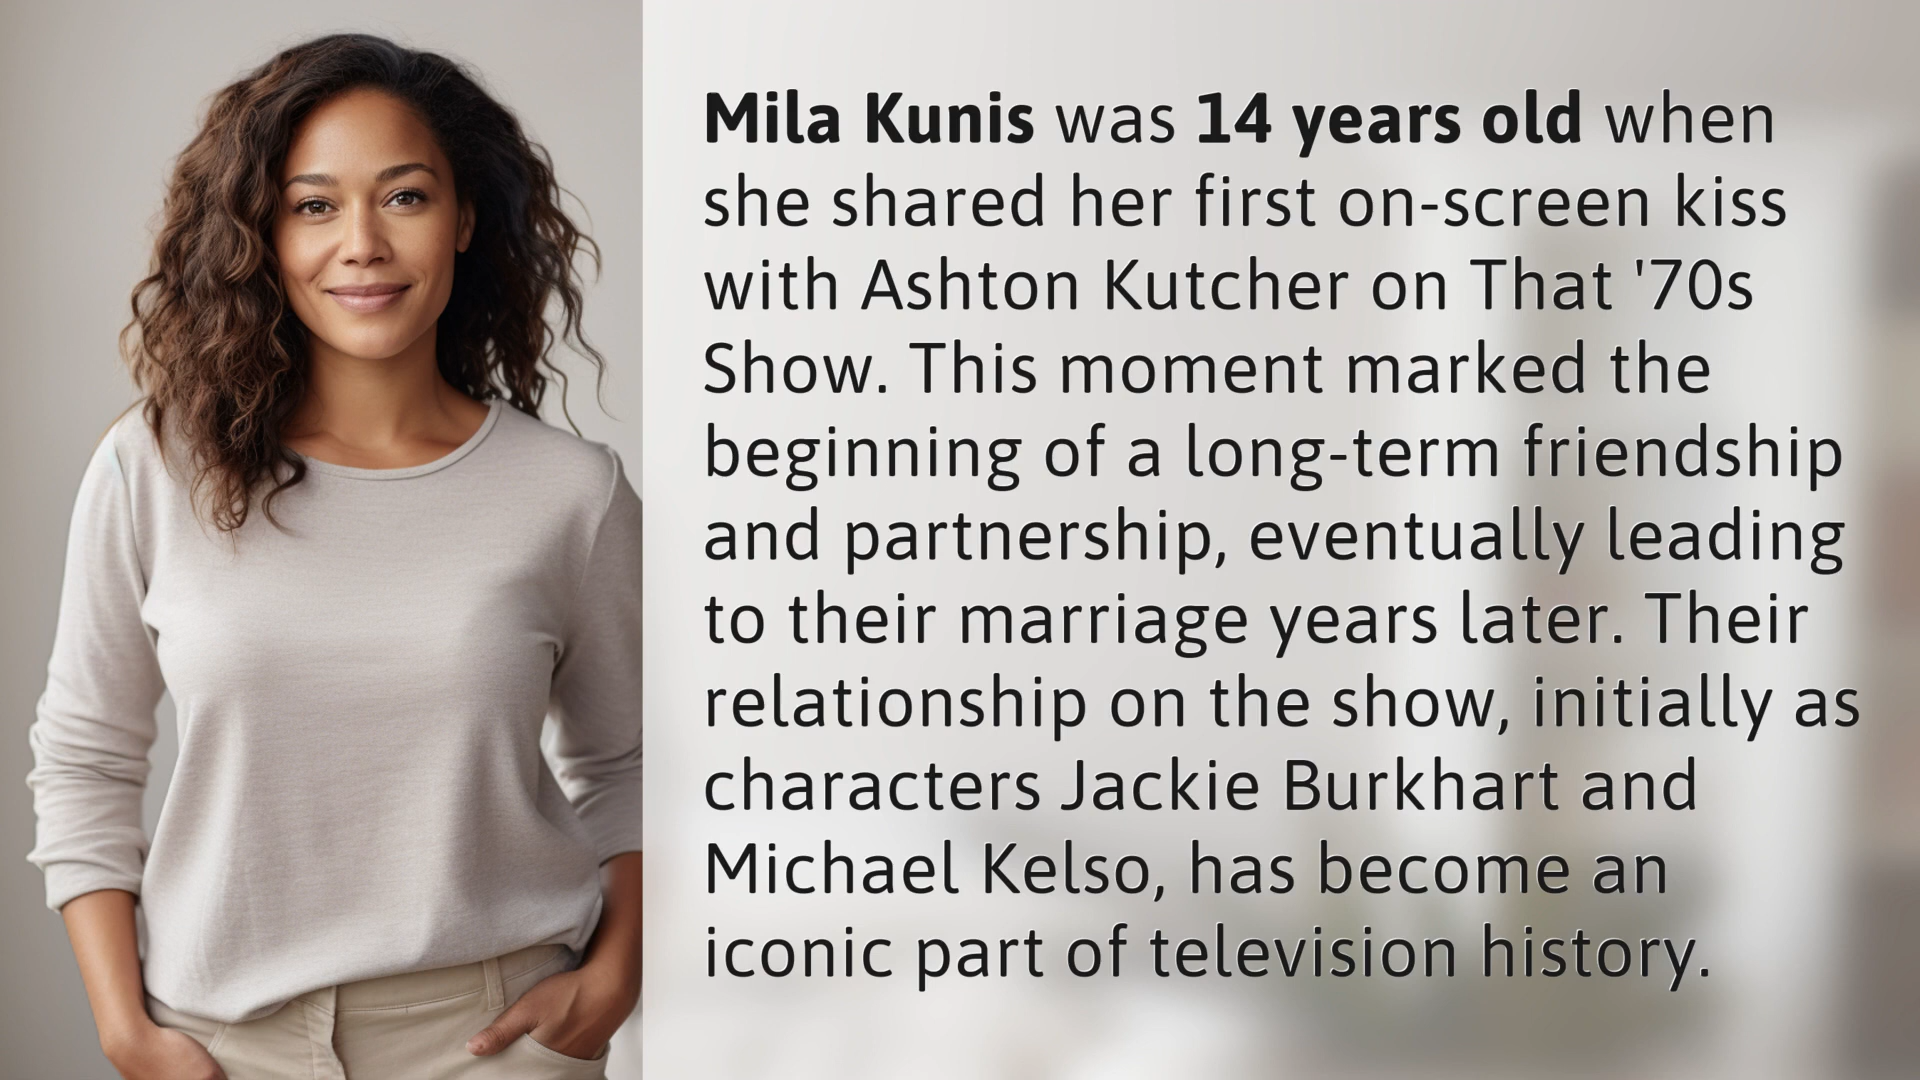 Mila Kunis was 14 years old when
she shared her first on-screen kiss
with Ashton Kutcher on That '70s
Show. This moment marked the
beginning of a long-term friendship
and partnership, eventually leading
to their marriage years later. Their
relationship on the show, initially as
characters Jackie Burkhart and
Michael Kelso, has become an
iconic part of television history.